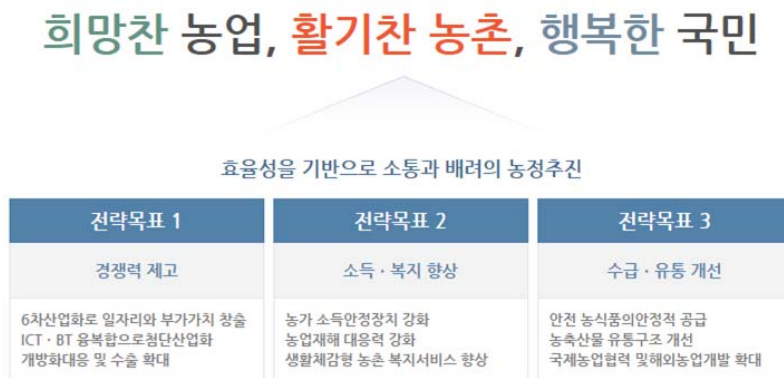 희망찬 농업, 활기찬 농촌, 행복한 국민
효율성을 기반으로 소통과 배려의 농정추진
전략목표 1
경쟁력 제고
6차산업화로 일자리와 부가가치 창출
ICT · BT 융복합으로첨단산업화
개방화대응 및 수출 확대
전략목표 2
소득 · 복지 향상
농가 소득안정장치 강화
농업재해 대응력 강화
생활체감형 농촌 복지서비스 향상
전략목표 3
수급 · 유통 개선
안전 농식품의안정적 공급
농축산물 유통구조 개선
국제농업협력 및해외농업개발 확대